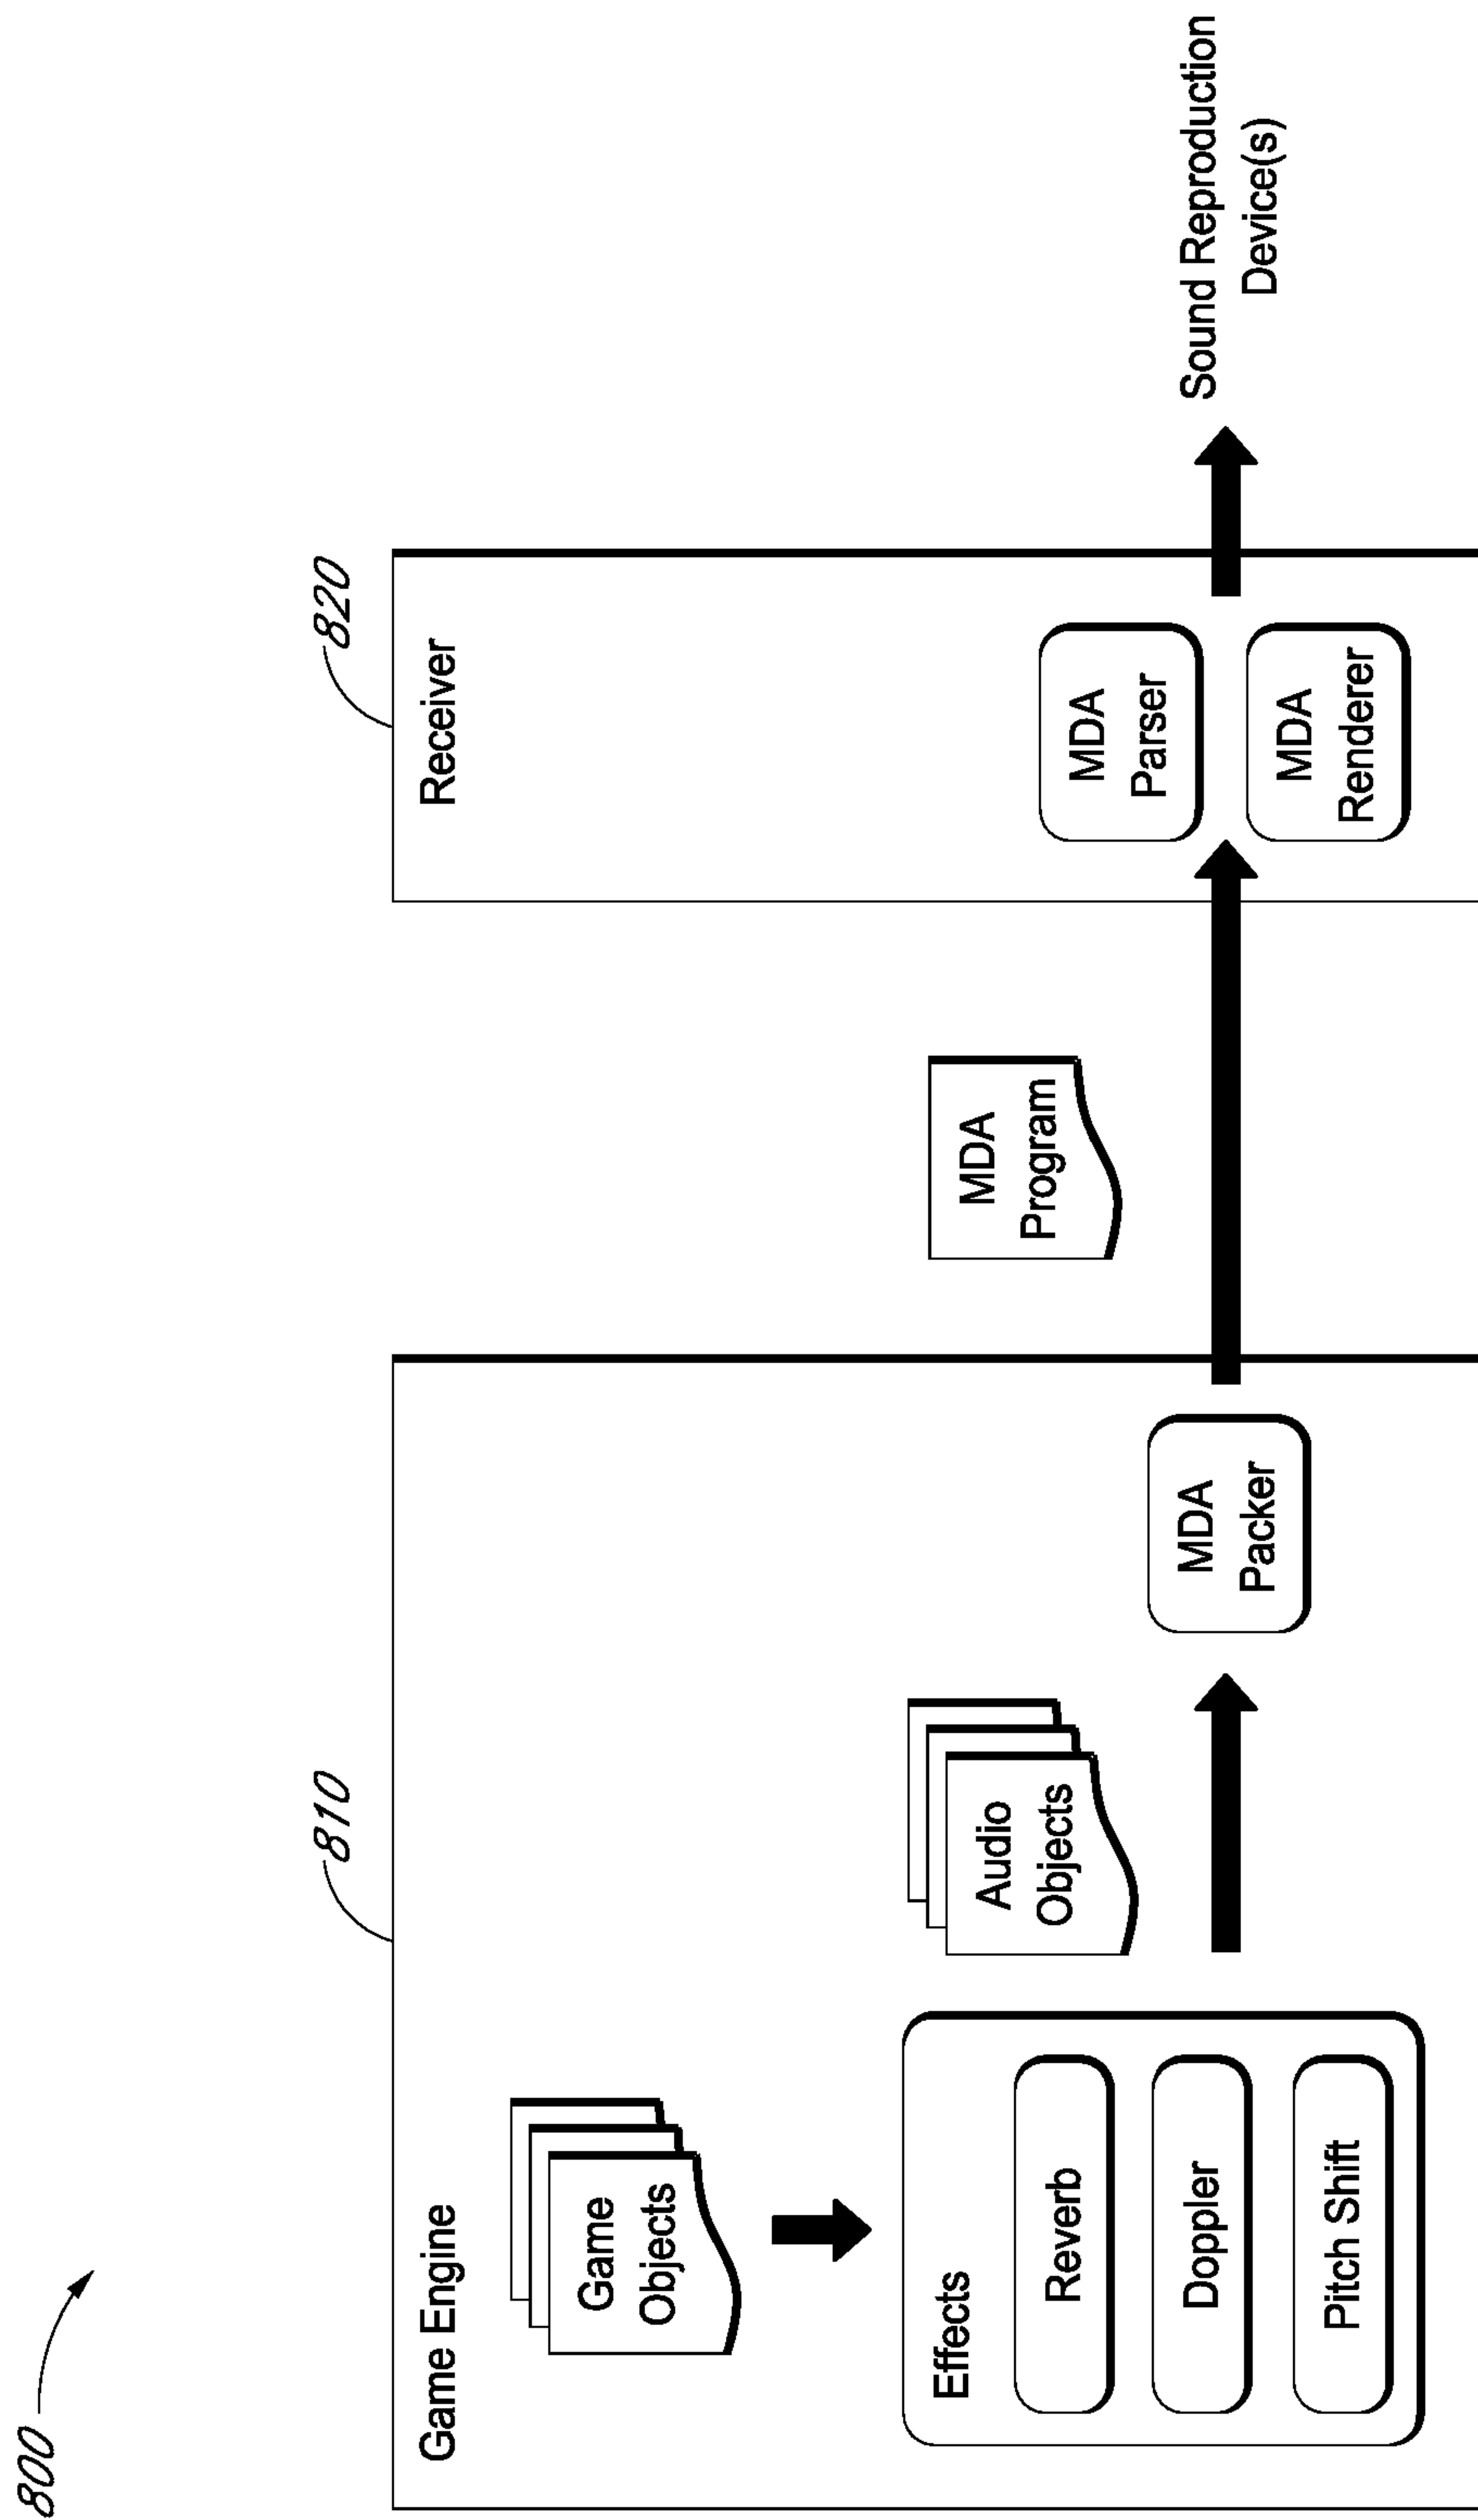 800
810
820
Game Engine
Game
Objects
Effects
Reverb
Doppler
Pitch Shift
Audio
Objects
MDA
Packer
MDA
Program
Receiver
MDA
Parser
MDA
Renderer
Sound Reproduction
Device(s)